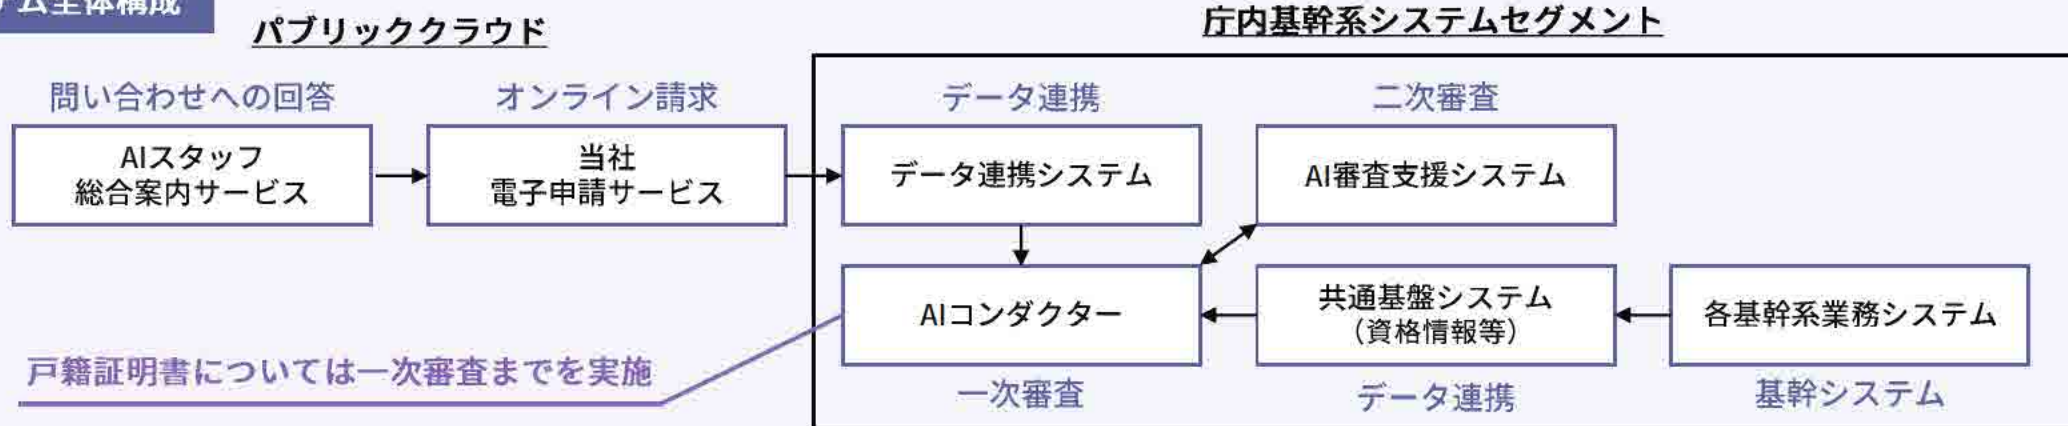 ム全体構成
パブリッククラウド
庁内基幹系システムセグメント
問い合わせへの回答
オンライン請求
データ連携
二次審査
AIスタッフ
総合案内サービス
当社
電子申請サービス
データ連携システム
AI審査支援システム
AIコンダクター
共通基盤システム
（資格情報等）
各基幹系業務システム
戸籍証明書については一次審査までを実施
一次審査
データ連携
基幹システム